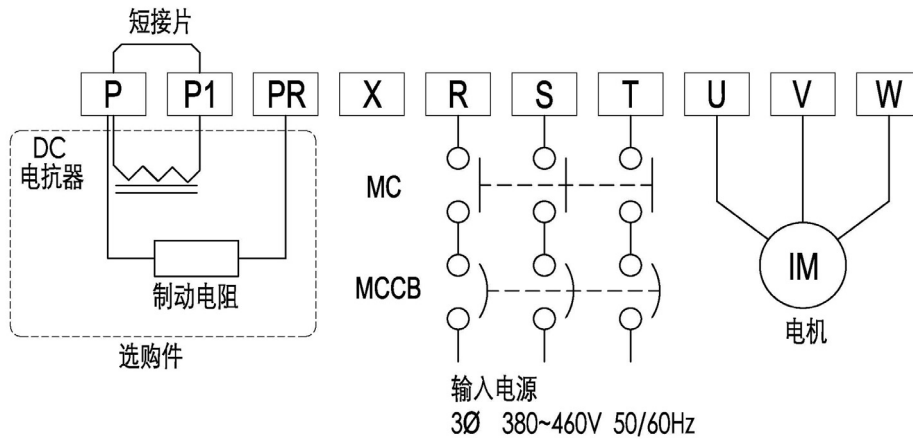 短接片
P P1 PR X R S T U V W
DC
电抗器
MC
制动电阻
MCCB
IM
电机
选购件
输入电源
3Ø 380~460V 50/60Hz